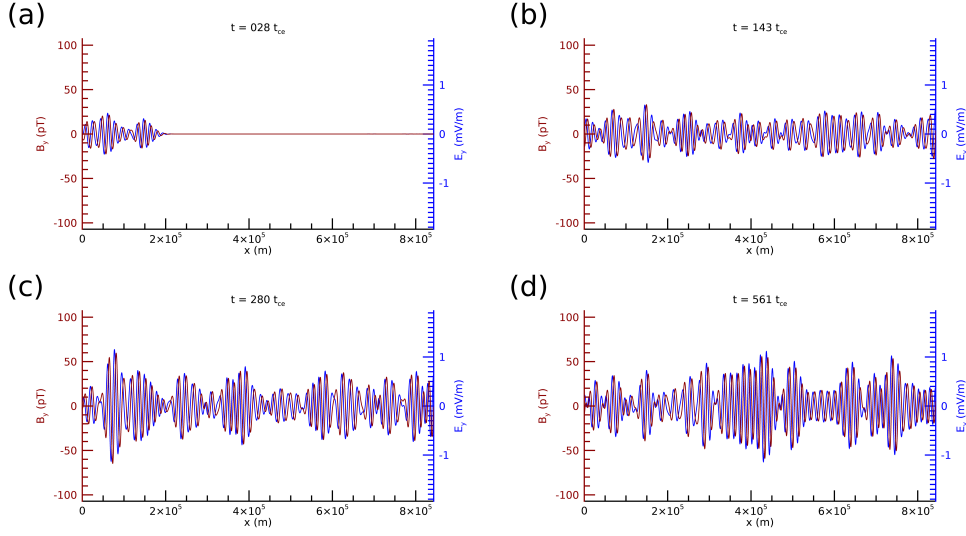 (a)
t = 028 t_ce
100
50
0
-50
-100
B_y (pT)
1
0
-1
E_y (mV/m)
0 2×10^5 4×10^5 6×10^5 8×10^5
x (m)
(b)
t = 143 t_ce
100
50
0
-50
-100
B_y (pT)
1
0
-1
E_y (mV/m)
0 2×10^5 4×10^5 6×10^5 8×10^5
x (m)
(c)
t = 280 t_ce
100
50
0
-50
-100
B_y (pT)
1
0
-1
E_y (mV/m)
0 2×10^5 4×10^5 6×10^5 8×10^5
x (m)
(d)
t = 561 t_ce
100
50
0
-50
-100
B_y (pT)
1
0
-1
E_y (mV/m)
0 2×10^5 4×10^5 6×10^5 8×10^5
x (m)